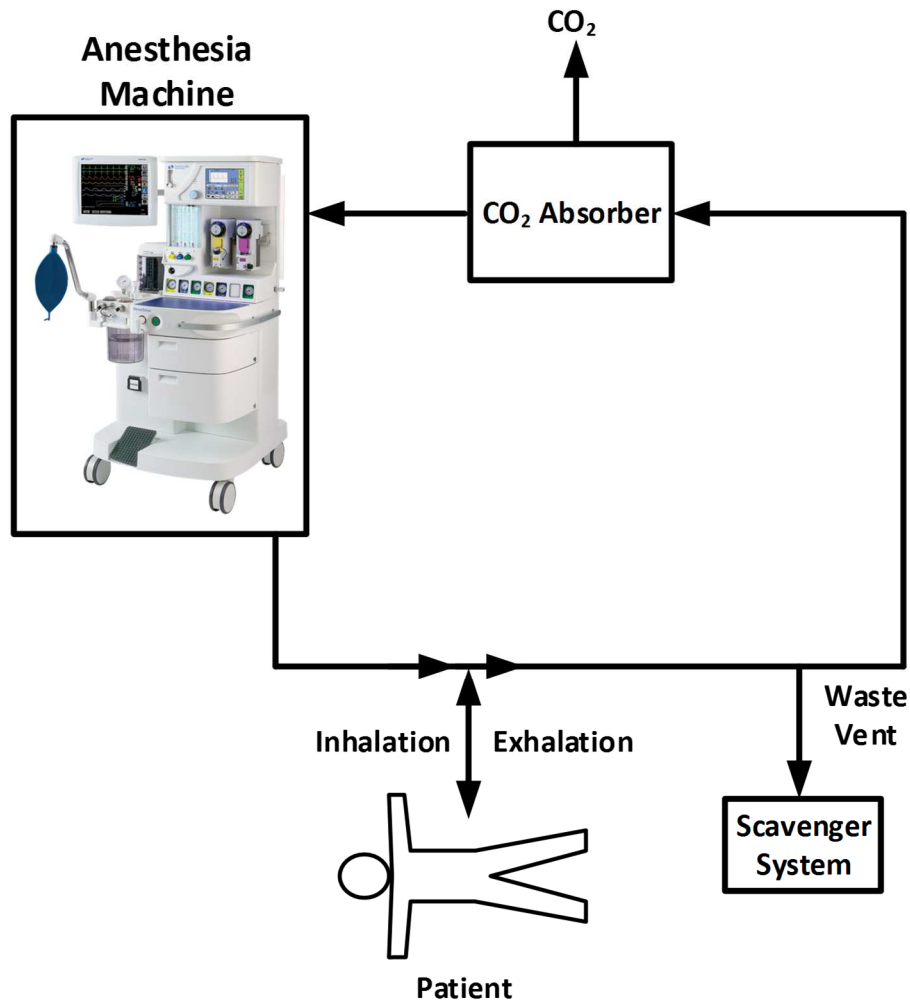 CO₂
Anesthesia
Machine
CO₂ Absorber
Waste
Vent
Inhalation
Exhalation
Scavenger
System
Patient